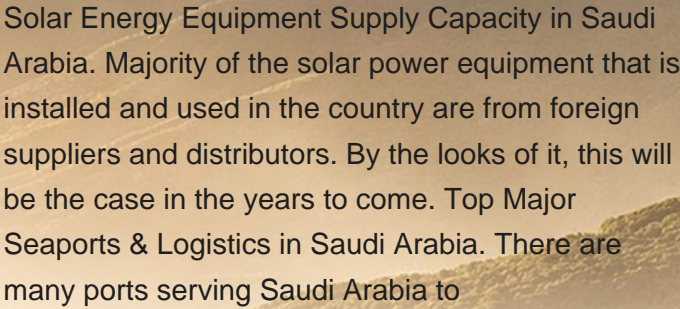 Solar Energy Equipment Supply Capacity in Saudi
Arabia. Majority of the solar power equipment that is
installed and used in the country are from foreign
suppliers and distributors. By the looks of it, this will
be the case in the years to come. Top Major
Seaports & Logistics in Saudi Arabia. There are
many ports serving Saudi Arabia to